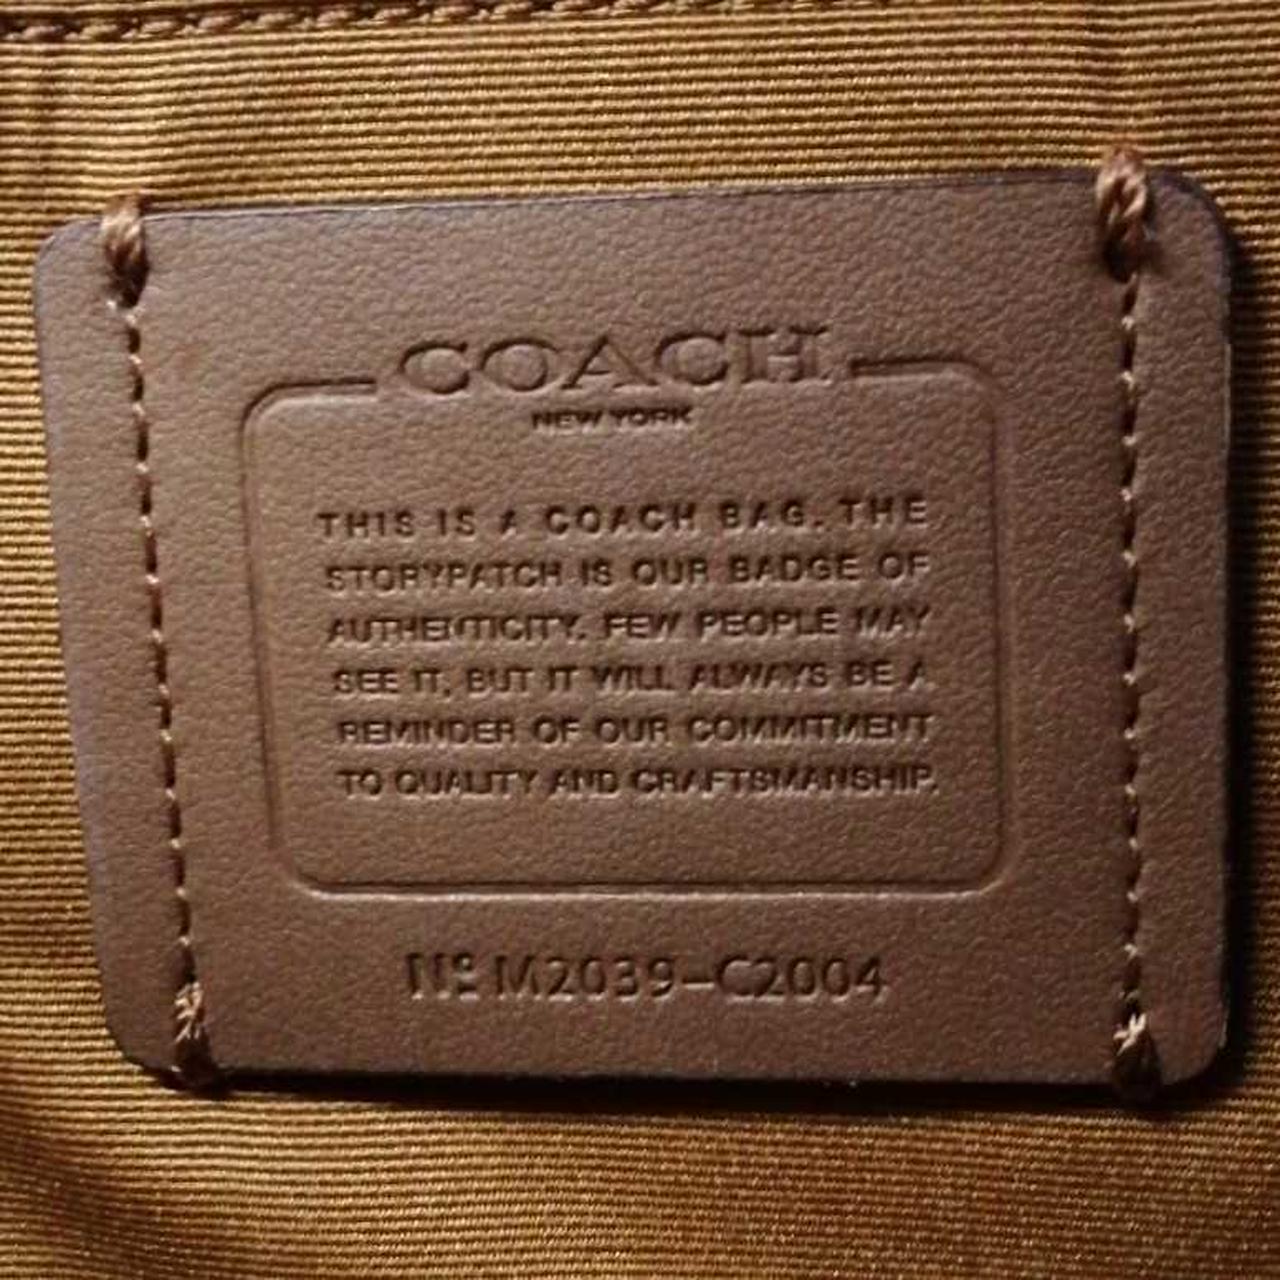 COACH
NEW YORK
THIS IS A COACH BAG. THE
STORYPATCH IS OUR BADGE OF
AUTHENTICITY. FEW PEOPLE MAY
SEE IT, BUT IT WILL ALWAYS BE A
REMINDER OF OUR COMMITMENT
TO QUALITY AND CRAFTSMANSHIP.
Nº M2039-C2004